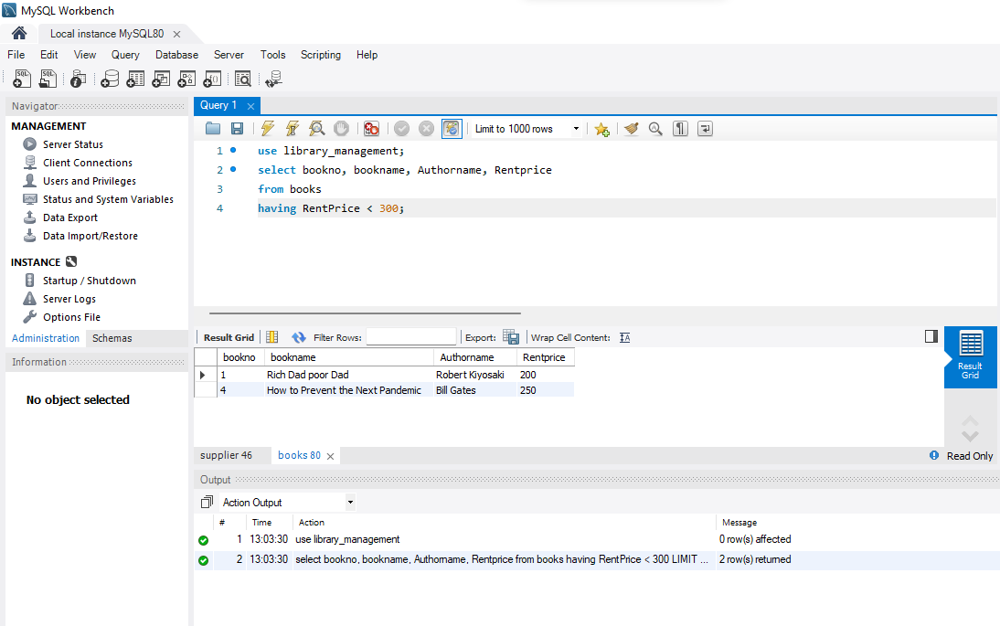 MySQL Workbench
Local instance MySQL80
File Edit View Query Database Server Tools Scripting Help
Navigator
MANAGEMENT
Server Status
Client Connections
Users and Privileges
Status and System Variables
Data Export
Data Import/Restore
INSTANCE
Startup / Shutdown
Server Logs
Options File
Administration Schemas
Information
No object selected
Query 1
Limit to 1000 rows
1 use library_management;
2 select bookno, bookname, Authorname, Rentprice
3 from books
4 having RentPrice < 300;
Result Grid Filter Rows: Export: Wrap Cell Content:
bookno bookname Authorname Rentprice
1 Rich Dad poor Dad Robert Kiyosaki 200
4 How to Prevent the Next Pandemic Bill Gates 250
Result
Grid
supplier 46 books 80 Read Only
Output
Action Output
# Time Action Message
1 13:03:30 use library_management 0 row(s) affected
2 13:03:30 select bookno, bookname, Authorname, Rentprice from books having RentPrice < 300 LIMIT ... 2 row(s) returned